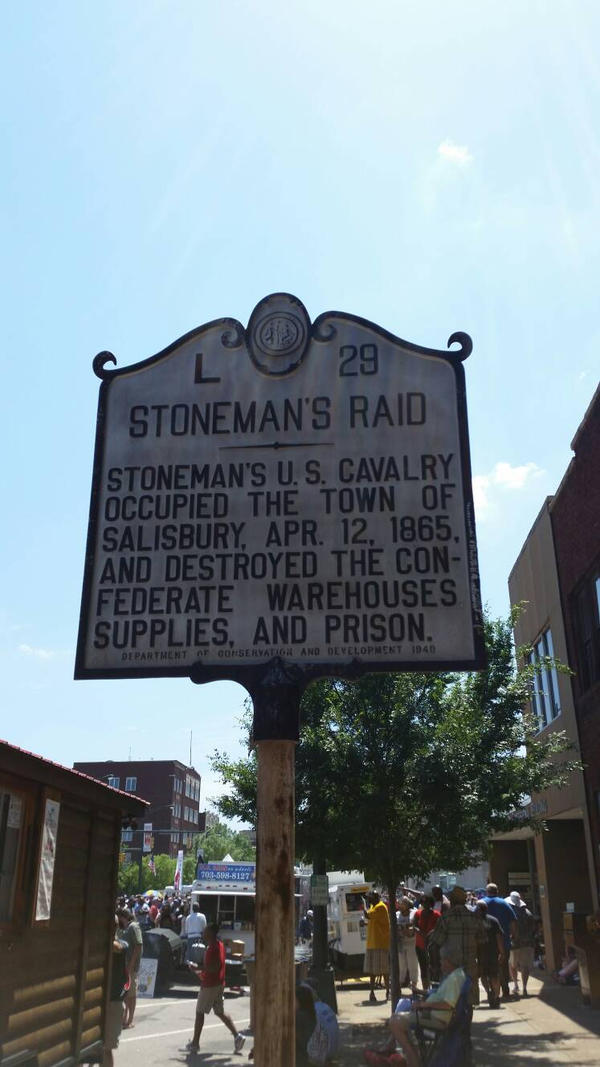 L 29
STONEMAN'S RAID
STONEMAN'S U.S. CAVALRY
OCCUPIED THE TOWN OF
SALISBURY, APR. 12, 1865,
AND DESTROYED THE CON-
FEDERATE WAREHOUSES
SUPPLIES, AND PRISON.
DEPARTMENT OF CONSERVATION AND DEVELOPMENT 1940
703-598-8127